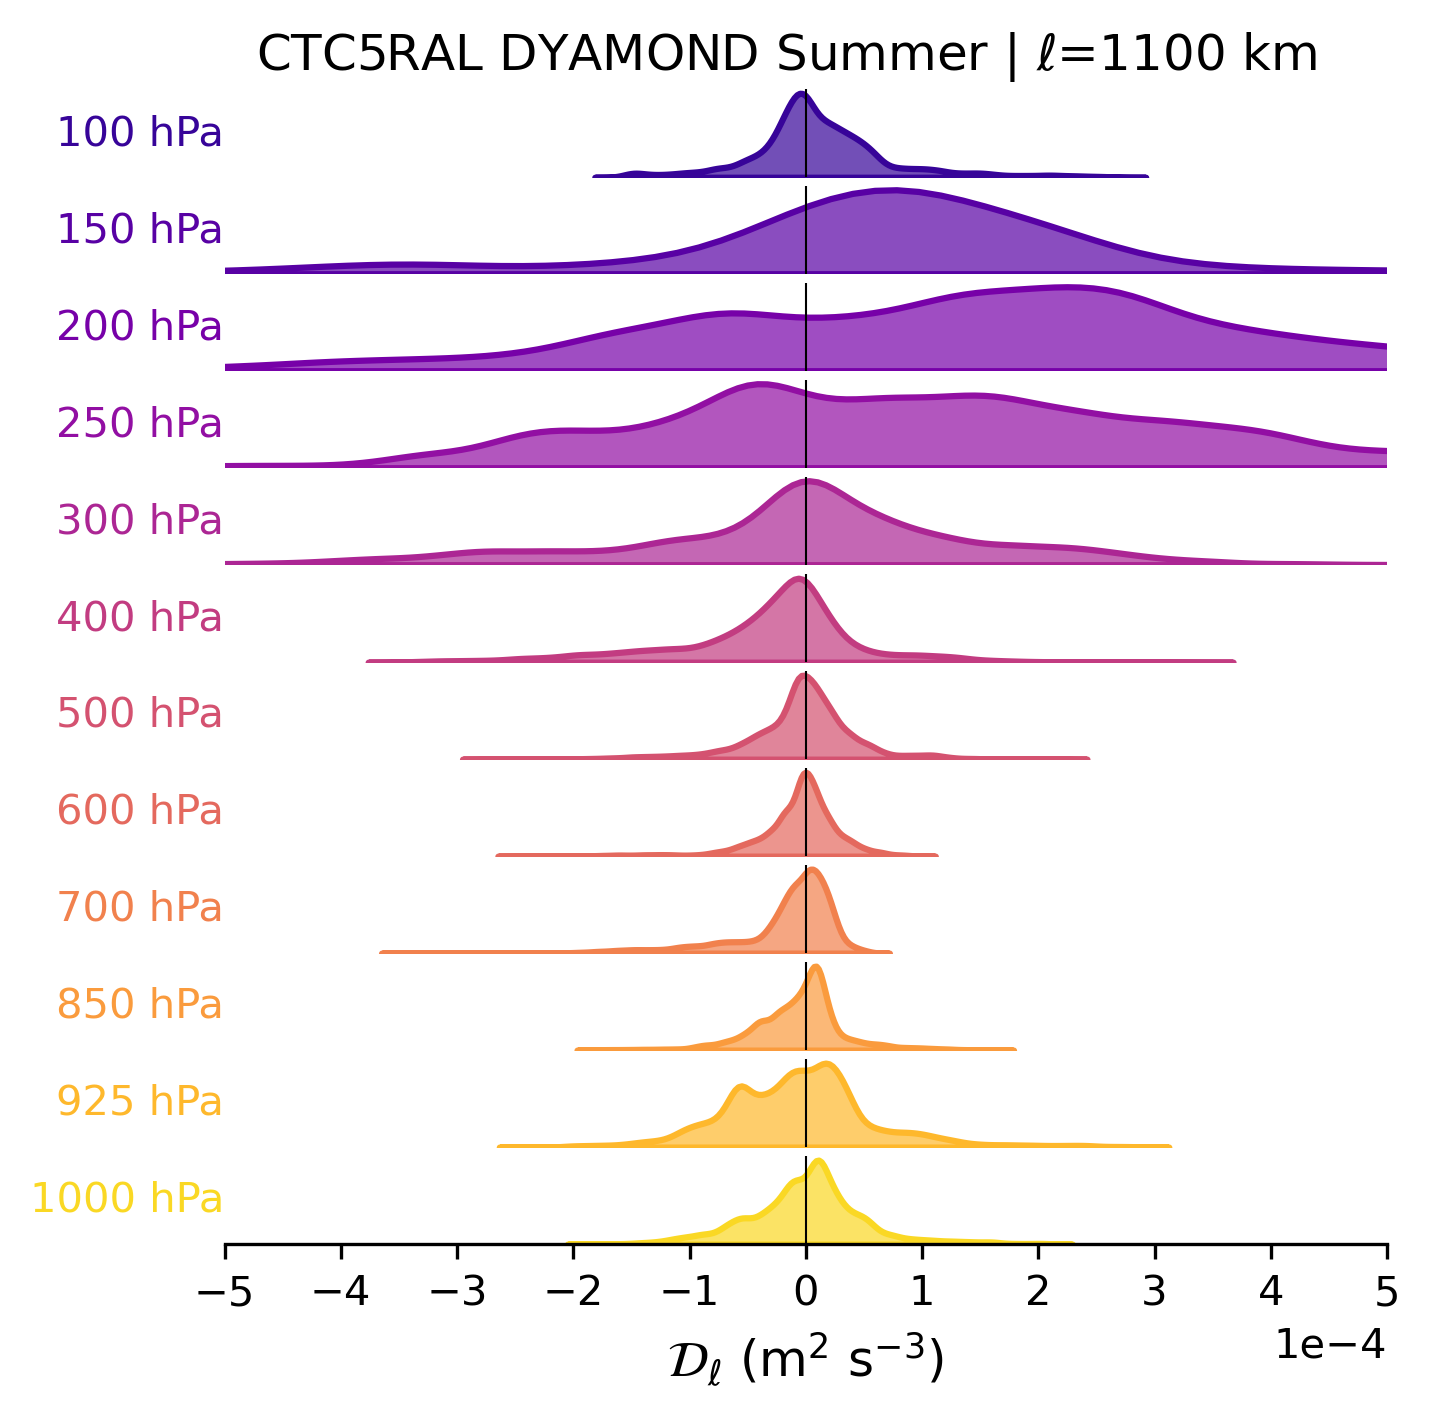 CTC5RAL DYAMOND Summer | ℓ=1100 km
100 hPa
150 hPa
200 hPa
250 hPa
300 hPa
400 hPa
500 hPa
600 hPa
700 hPa
850 hPa
925 hPa
1000 hPa
−5 −4 −3 −2 −1 0 1 2 3 4 5
1e−4
𝒟ℓ (m² s⁻³)